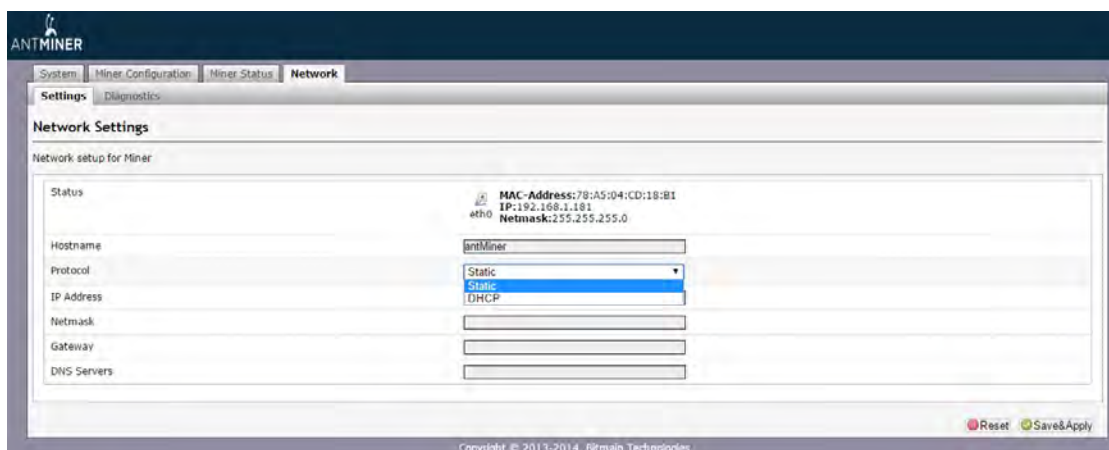 ANTMINER
System Miner Configuration Miner Status Network
Settings Diagnostics
Network Settings
Network setup for Miner
Status
MAC-Address:78:A5:04:CD:18:B1
IP:192.168.1.181
eth0 Netmask:255.255.255.0
Hostname antMiner
Protocol Static
Static
IP Address DHCP
Netmask
Gateway
DNS Servers
Reset Save&Apply
Copyright © 2013-2014, Bitmain Technologies